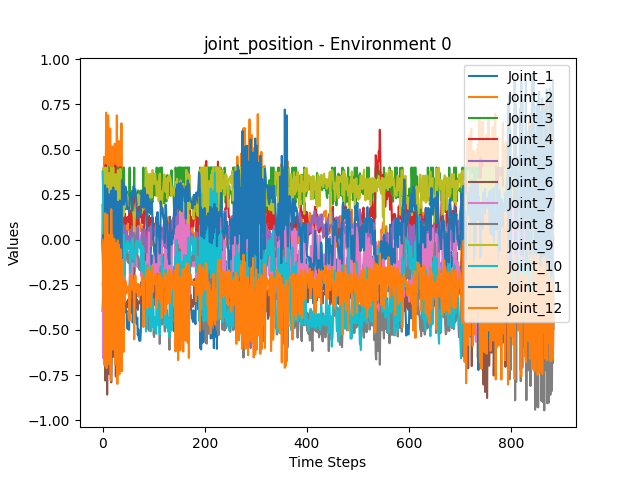 joint_position - Environment 0
1.00
0.75
0.50
0.25
0.00
−0.25
−0.50
−0.75
−1.00
Values
0
200
400
600
800
Time Steps
Joint_1
Joint_2
Joint_3
Joint_4
Joint_5
Joint_6
Joint_7
Joint_8
Joint_9
Joint_10
Joint_11
Joint_12